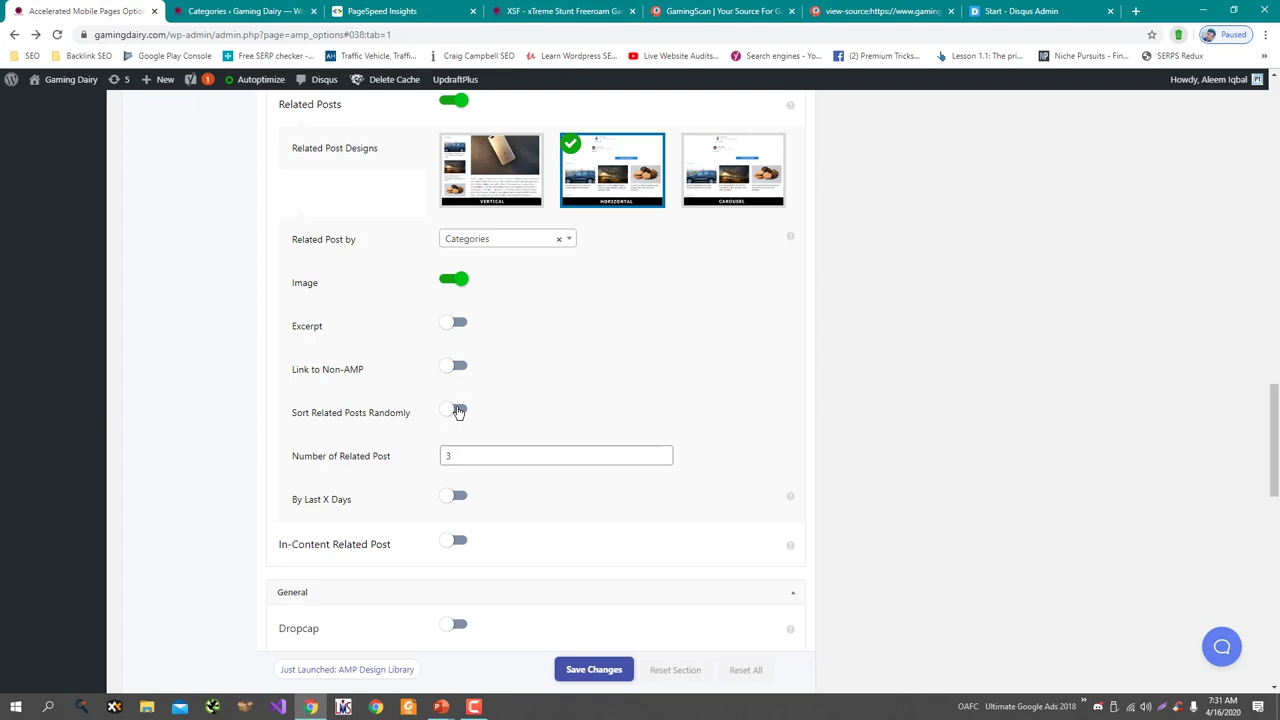 Accelerated Mobile Pages Optio
Categories ‹ Gaming Dairy — Wo
PageSpeed Insights
XSF - xTreme Stunt Freeroam Ga
GamingScan | Your Source For G
view-source:https://www.gaming
Start - Disqus Admin
gamingdairy.com/wp-admin/admin.php?page=amp_options#038;tab=1
Paused
SEO
Backlink SEO
Google Play Console
Free SERP checker -...
Traffic Vehicle, Traffi...
Craig Campbell SEO
Learn Wordpress SE...
Live Website Audits...
Search engines -...
(2) Premium Tricks...
Lesson 1.1: The pri...
Niche Pursuits - Fin...
SERPS Redux
Gaming Dairy
5
New
1
Autoptimize
Disqus
Delete Cache
UpdraftPlus
Howdy, Aleem Iqbal
Related Posts
Related Post Designs
VERTICAL
HORIZONTAL
CAROUSEL
Related Post by
Categories
Image
Excerpt
Link to Non-AMP
Sort Related Posts Randomly
Number of Related Post
3
By Last X Days
In-Content Related Post
General
Dropcap
Just Launched: AMP Design Library
Save Changes
Reset Section
Reset All
OAFC
Ultimate Google Ads 2018
7:31 AM
4/16/2020